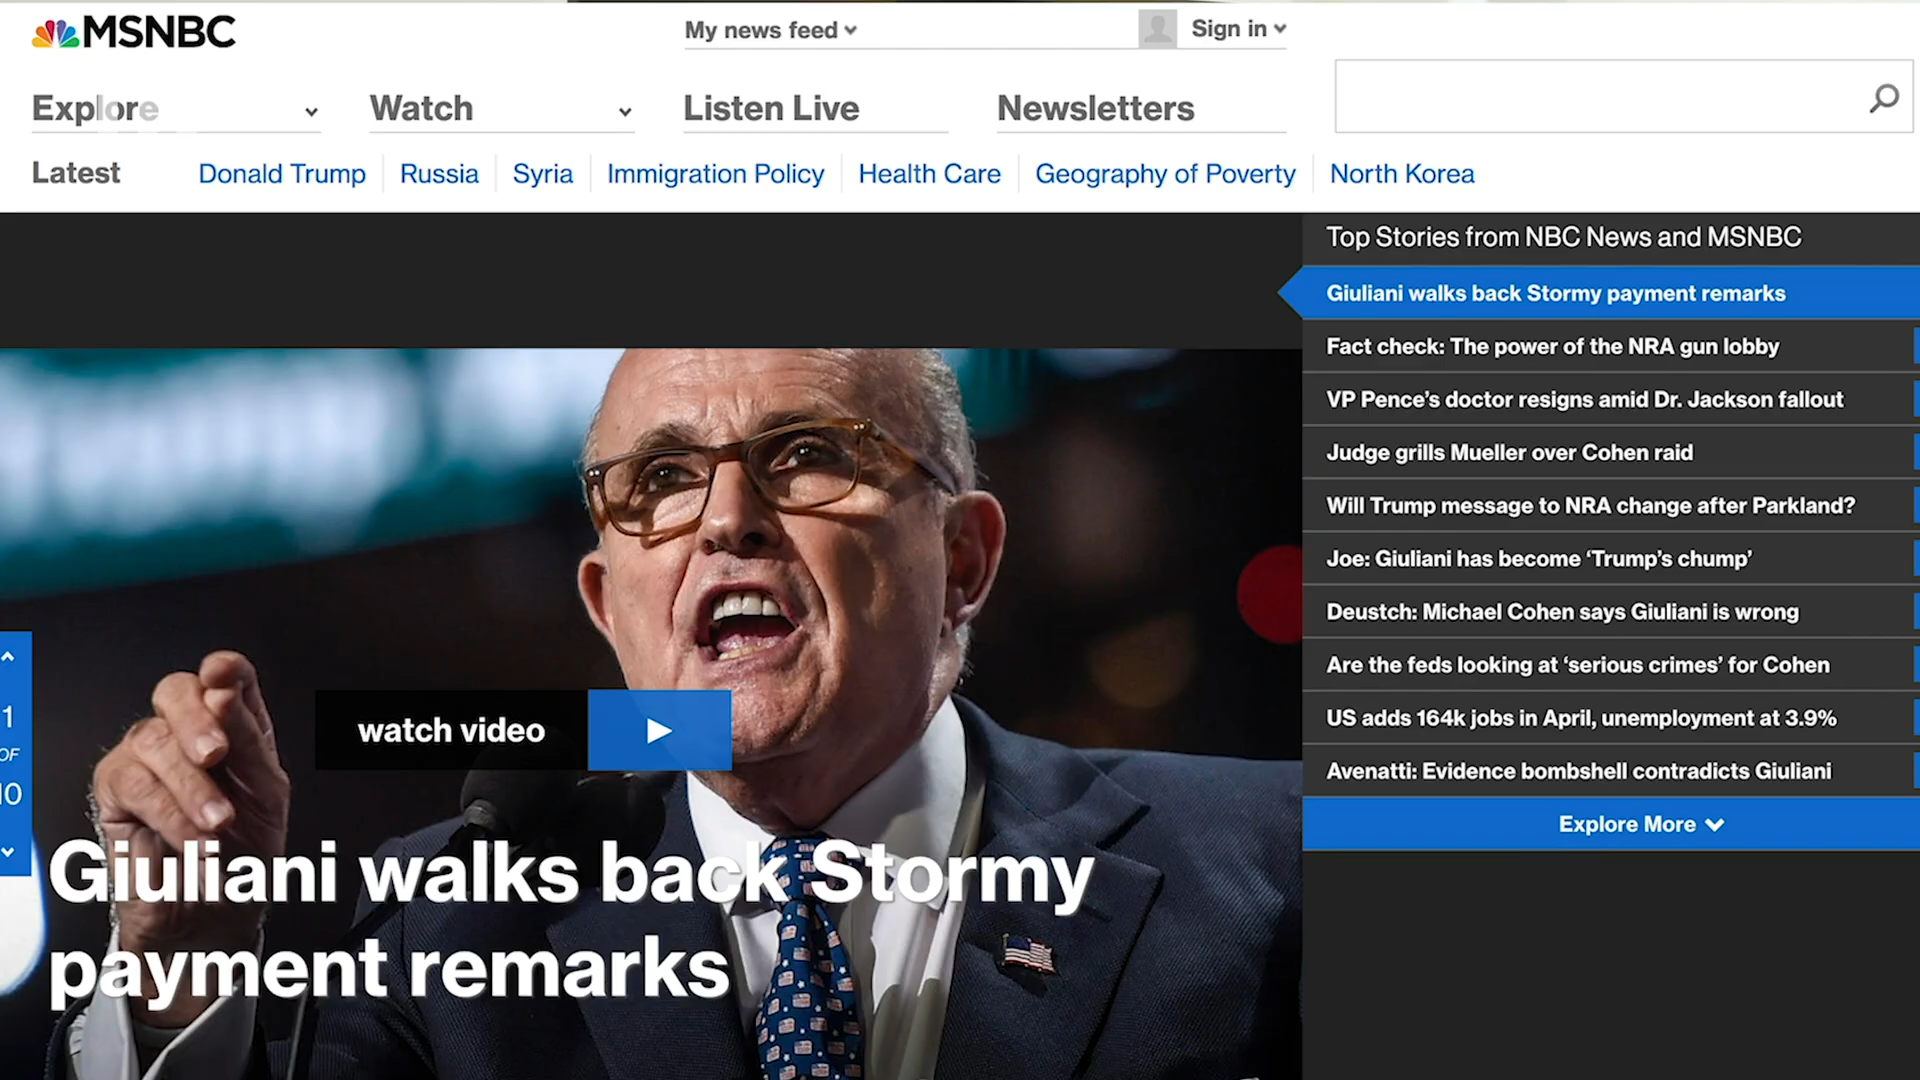 MSNBC
My news feed
Sign in
Explore
Watch
Listen Live
Newsletters
Latest
Donald Trump
Russia
Syria
Immigration Policy
Health Care
Geography of Poverty
North Korea
Top Stories from NBC News and MSNBC
Giuliani walks back Stormy payment remarks
Fact check: The power of the NRA gun lobby
VP Pence’s doctor resigns amid Dr. Jackson fallout
Judge grills Mueller over Cohen raid
Will Trump message to NRA change after Parkland?
Joe: Giuliani has become ‘Trump’s chump’
Deustch: Michael Cohen says Giuliani is wrong
Are the feds looking at ‘serious crimes’ for Cohen
US adds 164k jobs in April, unemployment at 3.9%
Avenatti: Evidence bombshell contradicts Giuliani
Explore More
1
OF
10
watch video
Giuliani walks back Stormy
payment remarks